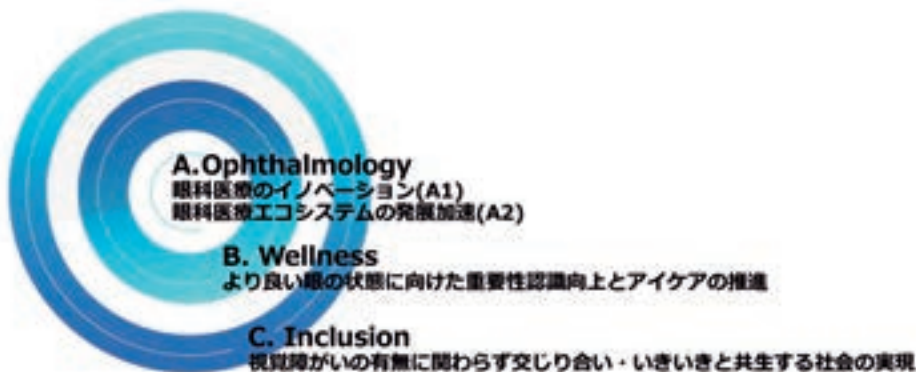 A.Ophthalmology
眼科医療のイノベーション(A1)
眼科医療エコシステムの発展加速(A2)
B. Wellness
より良い眼の状態に向けた重要性認識向上とアイケアの推進
C. Inclusion
視覚障がいの有無に関わらず交じり合い・いきいきと共生する社会の実現